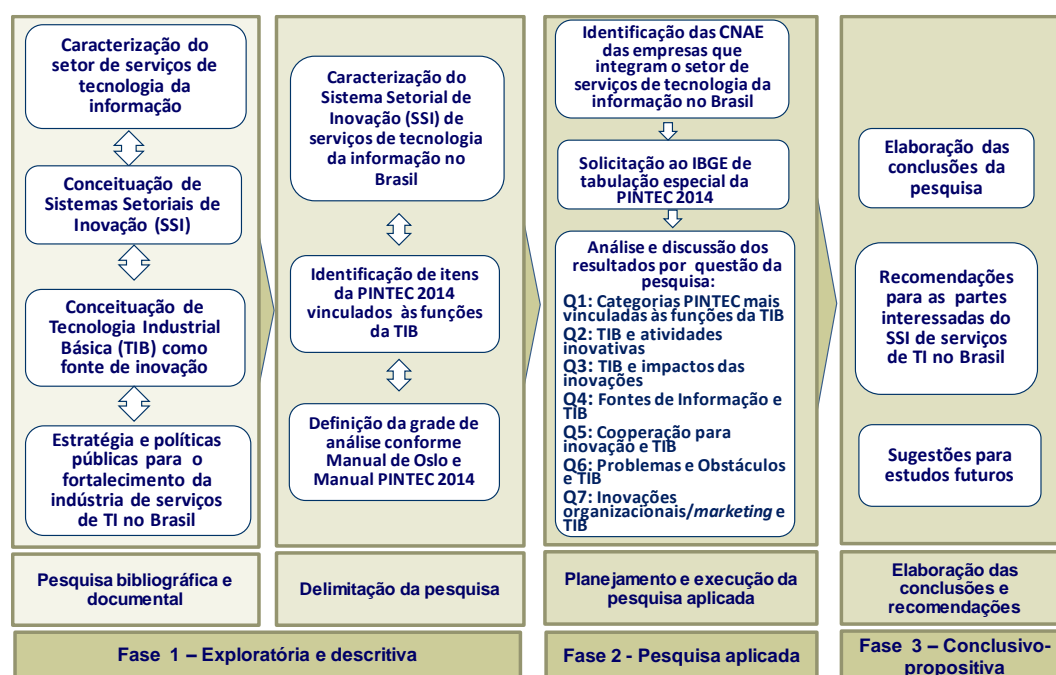 Caracterização do
setor de serviços de
tecnologia da
informação
Conceituação de
Sistemas Setoriais de
Inovação (SSI)
Conceituação de
Tecnologia Industrial
Básica (TIB) como
fonte de inovação
Estratégia e políticas
públicas para o
fortalecimento da
indústria de serviços
de TI no Brasil
Pesquisa bibliográfica e
documental
Caracterização do
Sistema Setorial de
Inovação (SSI) de
serviços de tecnologia
da informação no
Brasil
Identificação de itens
da PINTEC 2014
vinculados às funções
da TIB
Definição da grade de
análise conforme
Manual de Oslo e
Manual PINTEC 2014
Delimitação da pesquisa
Fase 1 – Exploratória e descritiva
Identificação das CNAE
das empresas que
integram o setor de
serviços de tecnologia da
informação no Brasil
Solicitação ao IBGE de
tabulação especial da
PINTEC 2014
Análise e discussão dos
resultados por questão da
pesquisa:
Q1: Categorias PINTEC mais
vinculadas às funções da TIB
Q2: TIB e atividades
inovativas
Q3: TIB e impactos das
inovações
Q4: Fontes de Informação e
TIB
Q5: Cooperação para
inovação e TIB
Q6: Problemas e Obstáculos
e TIB
Q7: Inovações
organizacionais/marketing e
TIB
Planejamento e execução da
pesquisa aplicada
Fase 2 - Pesquisa aplicada
Elaboração das
conclusões da
pesquisa
Recomendações
para as partes
interessadas do
SSI de serviços
de TI no Brasil
Sugestões para
estudos futuros
Elaboração das
conclusões e
recomendações
Fase 3 – Conclusivo-
propositiva